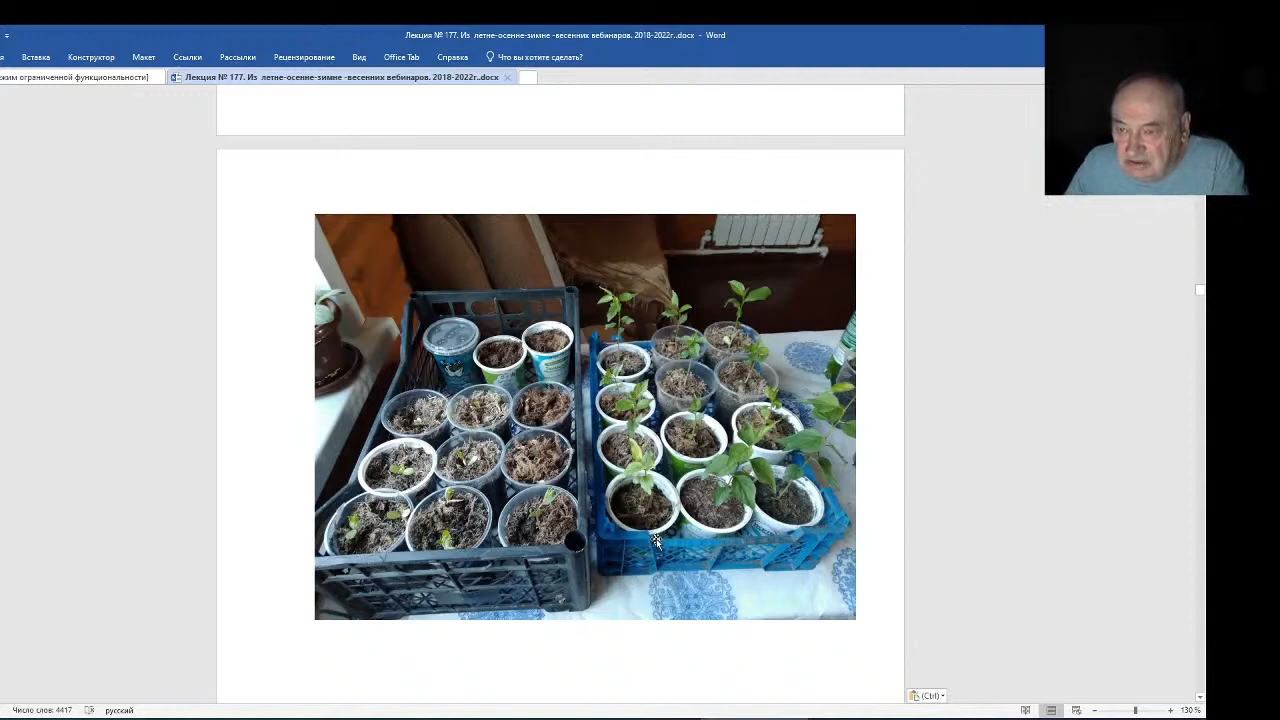 Лекция № 177. Из летне-осенне-зимне -весенних вебинаров. 2018-2022г..docx - Word
Вставка Конструктор Макет Ссылки Рассылки Рецензирование Вид Office Tab Справка Что вы хотите сделать?
жим ограниченной функциональности]
Лекция № 177. Из летне-осенне-зимне -весенних вебинаров. 2018-2022г..docx
(Ctrl)
Число слов: 4417 русский 130 %